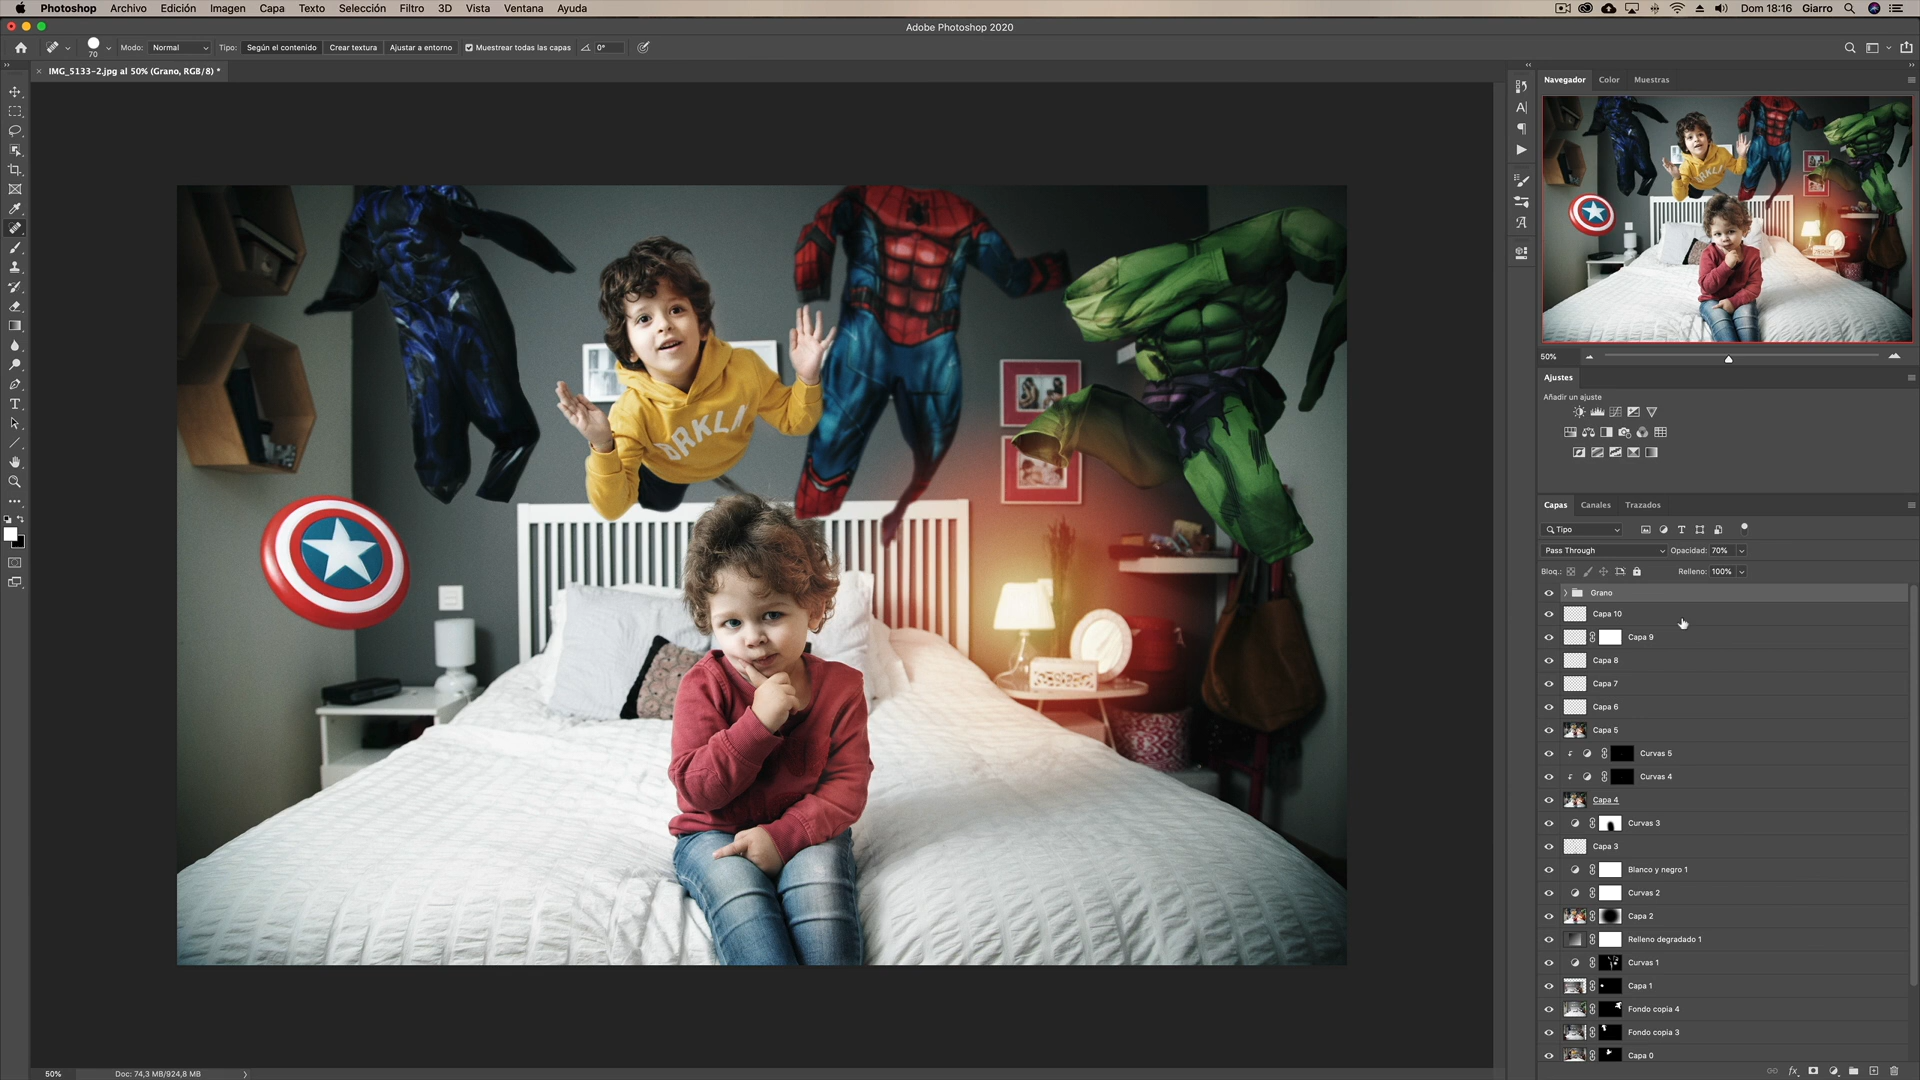 Photoshop Archivo Edición Imagen Capa Texto Selección Filtro 3D Vista Ventana Ayuda Dom 18:16 Giarro
Adobe Photoshop 2020
70 Modo: Normal Tipo: Según el contenido Crear textura Ajustar a entorno Muestrear todas las capas 0°
IMG_5133-2.jpg al 50% (Grano, RGB/8) *
Navegador Color Muestras
BRKLN
50%
Ajustes
Añadir un ajuste
Capas Canales Trazados
Tipo
Pass Through Opacidad: 70%
Bloq.: Relleno: 100%
Grano
Capa 10
Capa 9
Capa 8
Capa 7
Capa 6
Capa 5
Curvas 5
Curvas 4
Capa 4
Curvas 3
Capa 3
Blanco y negro 1
Curvas 2
Capa 2
Relleno degradado 1
Curvas 1
Capa 1
Fondo copia 4
Fondo copia 3
Capa 0
50% Doc: 74,3 MB/924,8 MB